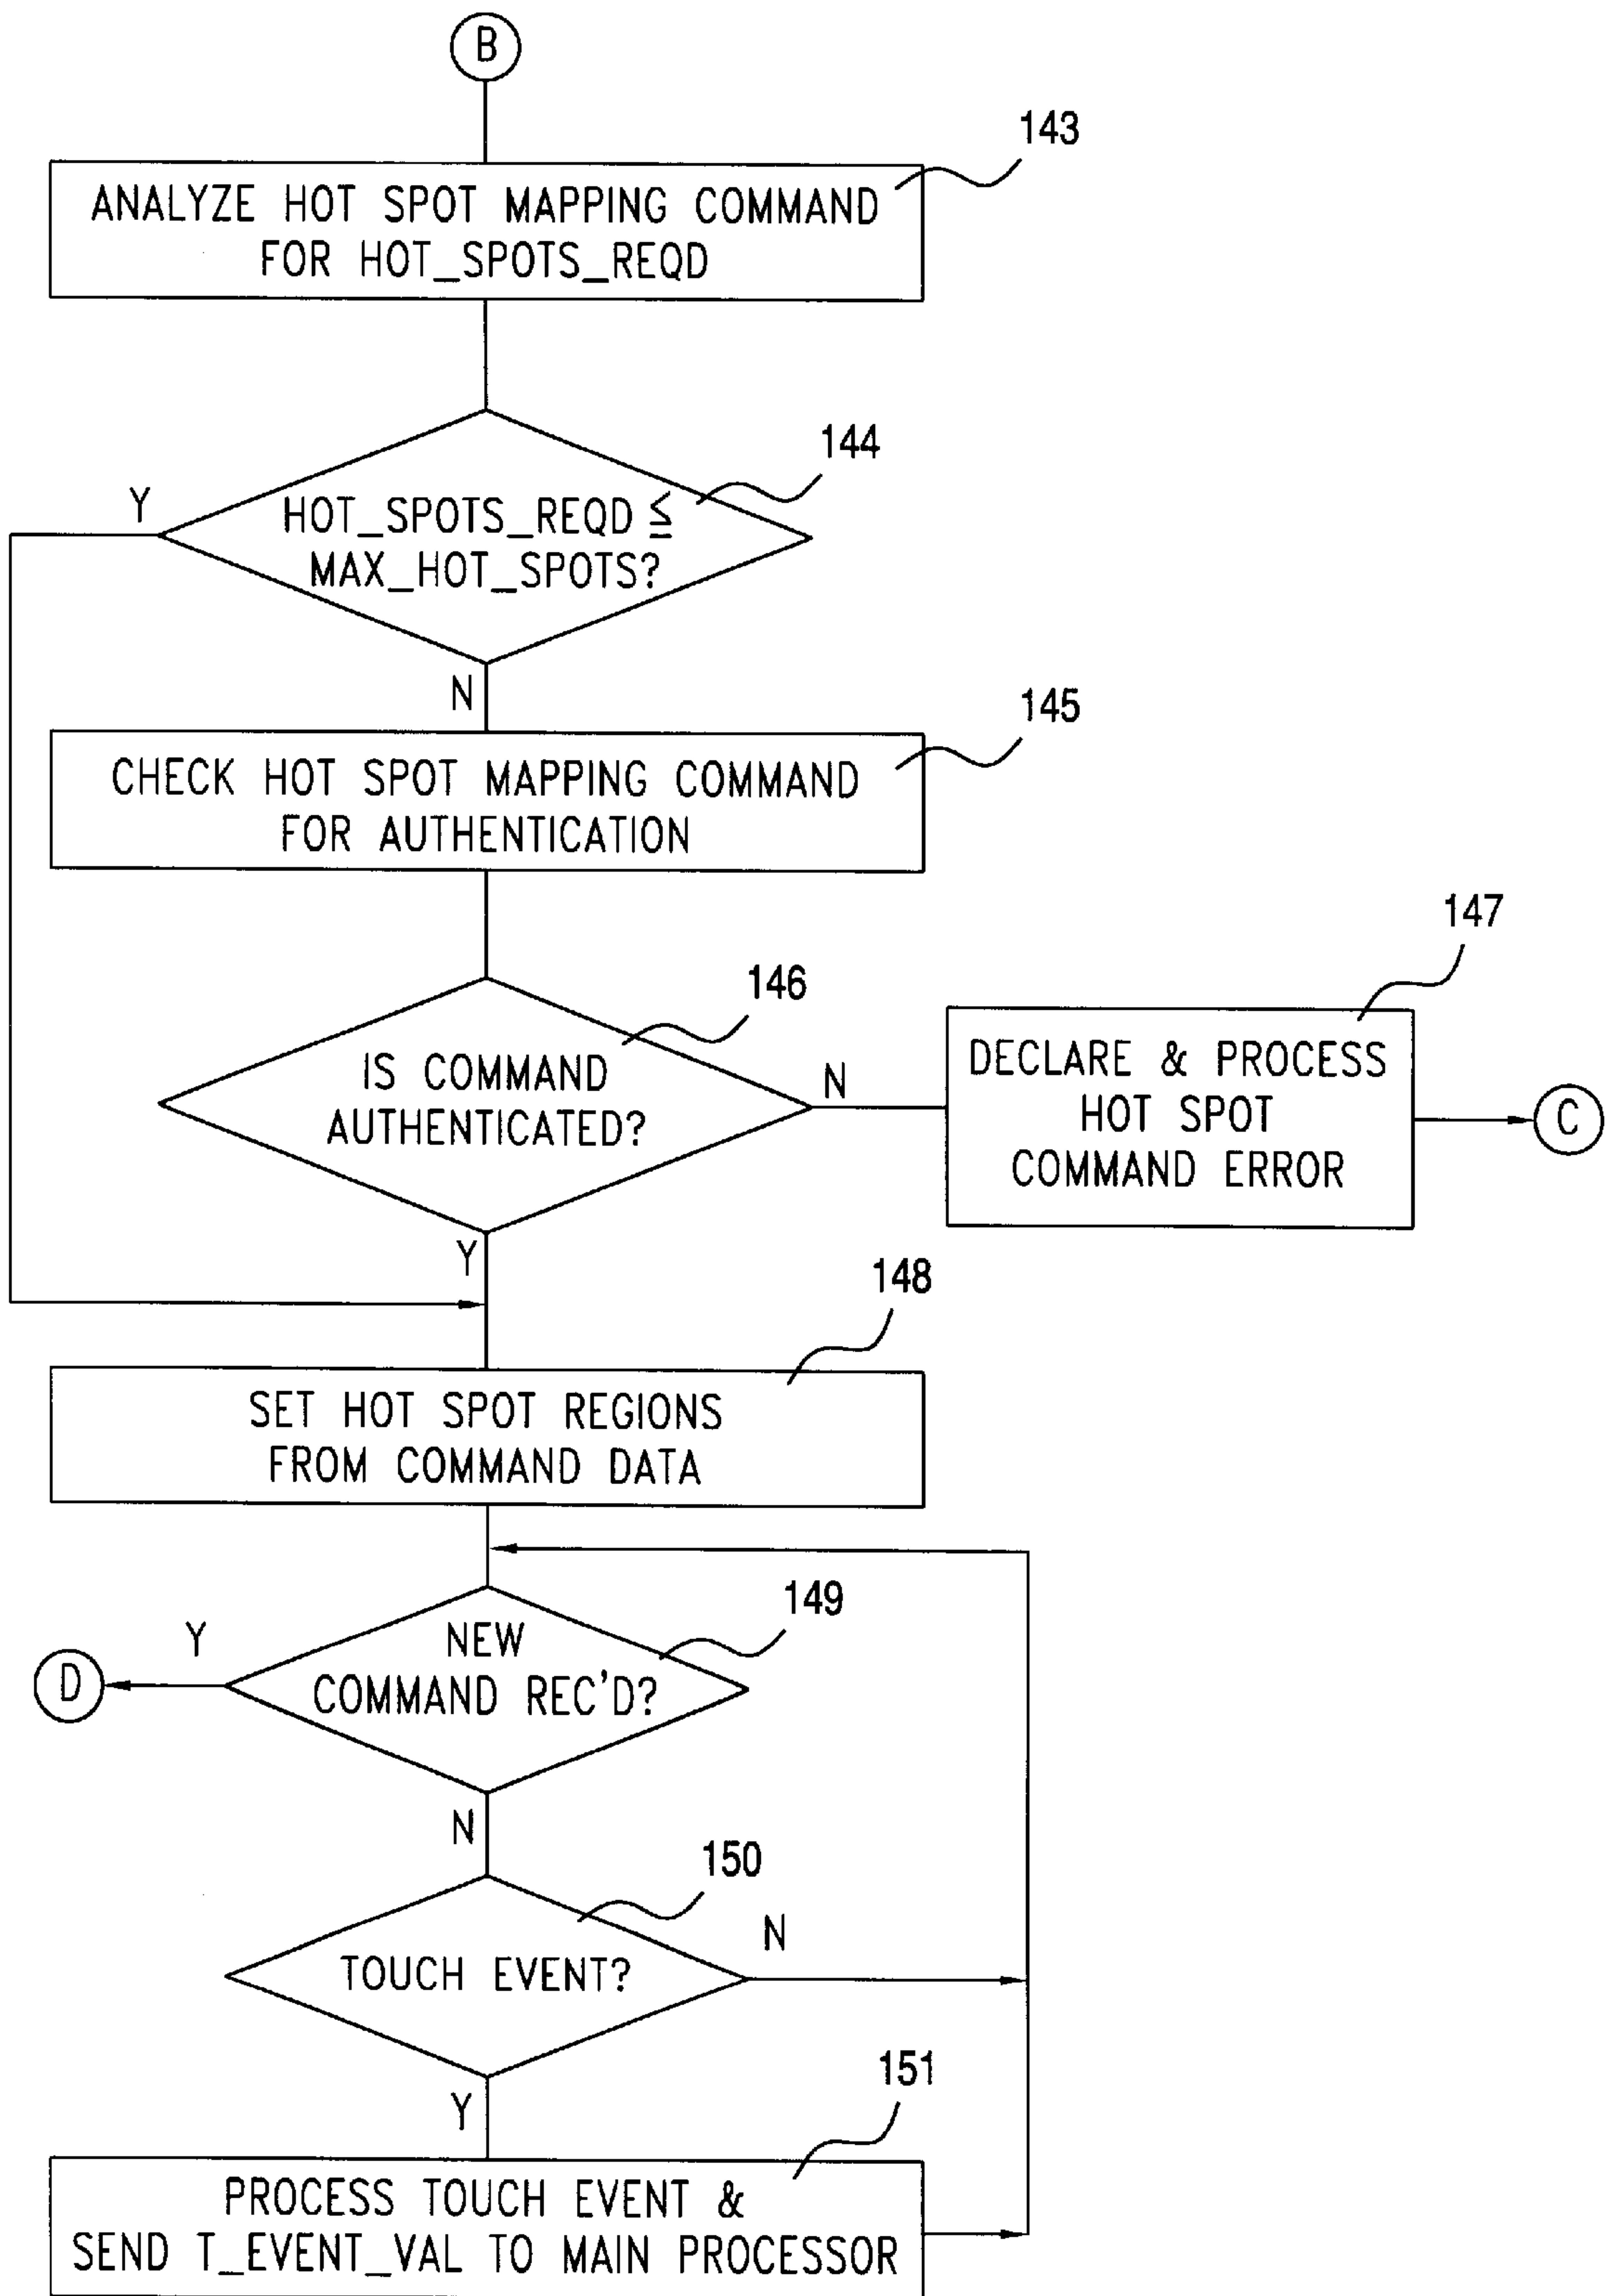 B
143
ANALYZE HOT SPOT MAPPING COMMAND
FOR HOT_SPOTS_REQD
144
Y
HOT_SPOTS_REQD ≤
MAX_HOT_SPOTS?
N
145
CHECK HOT SPOT MAPPING COMMAND
FOR AUTHENTICATION
146
147
IS COMMAND
AUTHENTICATED?
N
DECLARE & PROCESS
HOT SPOT
COMMAND ERROR
C
Y
148
SET HOT SPOT REGIONS
FROM COMMAND DATA
149
Y
D
NEW
COMMAND REC'D?
N
150
TOUCH EVENT?
N
Y
151
PROCESS TOUCH EVENT &
SEND T_EVENT_VAL TO MAIN PROCESSOR